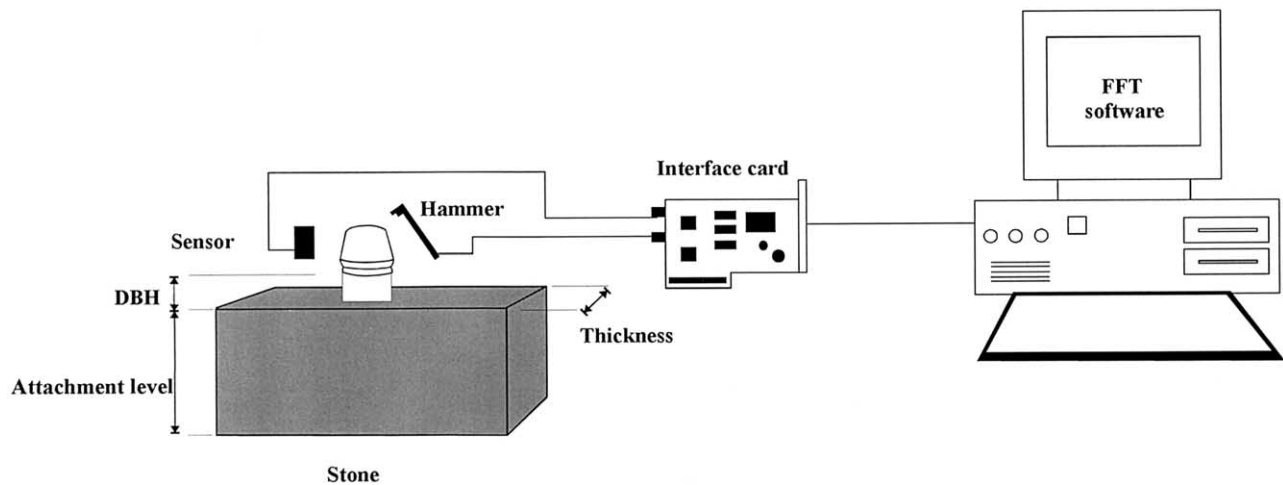 FFT
software
Interface card
Hammer
Sensor
DBH
Thickness
Attachment level
Stone